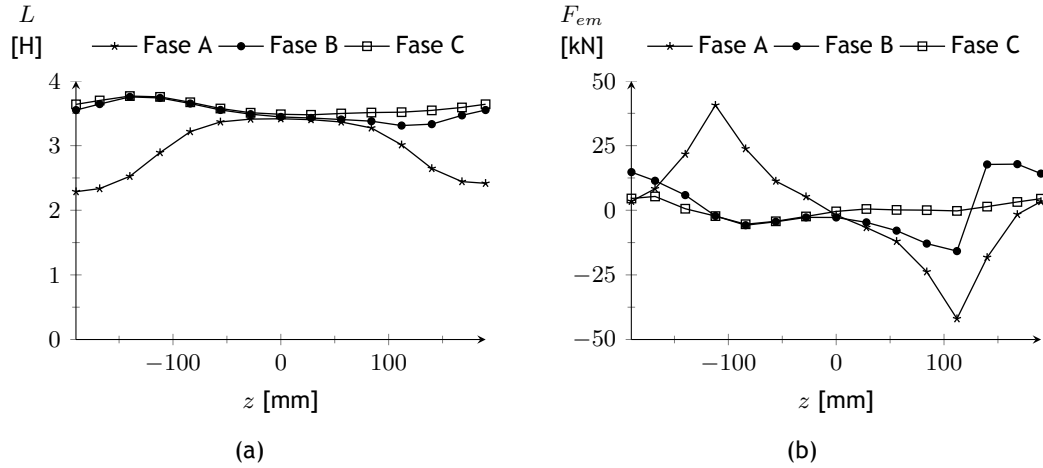 L
[H]
Fase A Fase B Fase C
4
3
2
1
0
−100 0 100
z [mm]
(a)
F_em
[kN]
Fase A Fase B Fase C
50
25
0
−25
−50
−100 0 100
z [mm]
(b)